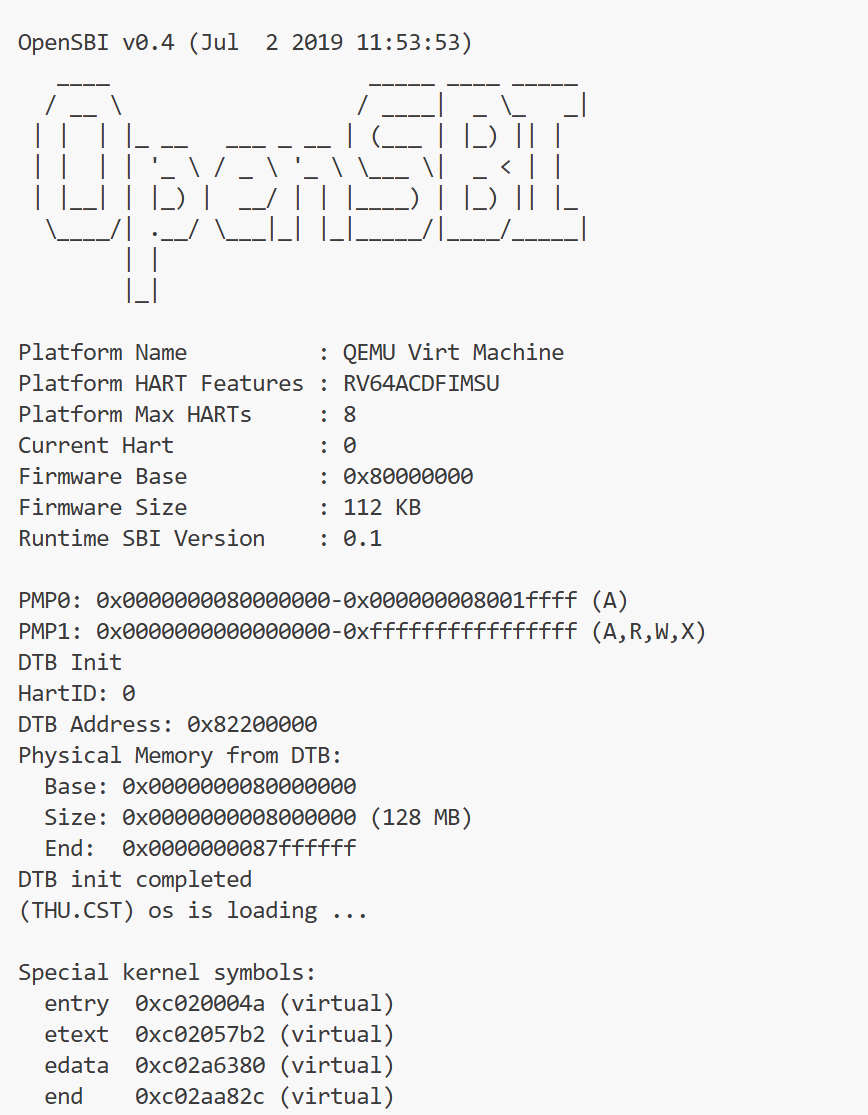 OpenSBI v0.4 (Jul  2 2019 11:53:53)
   ____                    _____ ____ _____
  / __ \                  / ____|  _ \_   _|
 | |  | |_ __   ___ _ __ | (___ | |_) || |
 | |  | | '_ \ / _ \ '_ \ \___ \|  _ < | |
 | |__| | |_) |  __/ | | |____) | |_) || |_
  \____/| .__/ \___|_| |_|_____/|____/_____|
        | |
        |_|

Platform Name          : QEMU Virt Machine
Platform HART Features : RV64ACDFIMSU
Platform Max HARTs     : 8
Current Hart           : 0
Firmware Base          : 0x80000000
Firmware Size          : 112 KB
Runtime SBI Version    : 0.1

PMP0: 0x0000000080000000-0x000000008001ffff (A)
PMP1: 0x0000000000000000-0xffffffffffffffff (A,R,W,X)
DTB Init
HartID: 0
DTB Address: 0x82200000
Physical Memory from DTB:
  Base: 0x0000000080000000
  Size: 0x0000000008000000 (128 MB)
  End:  0x0000000087ffffff
DTB init completed
(THU.CST) os is loading ...

Special kernel symbols:
  entry  0xc020004a (virtual)
  etext  0xc02057b2 (virtual)
  edata  0xc02a6380 (virtual)
  end    0xc02aa82c (virtual)